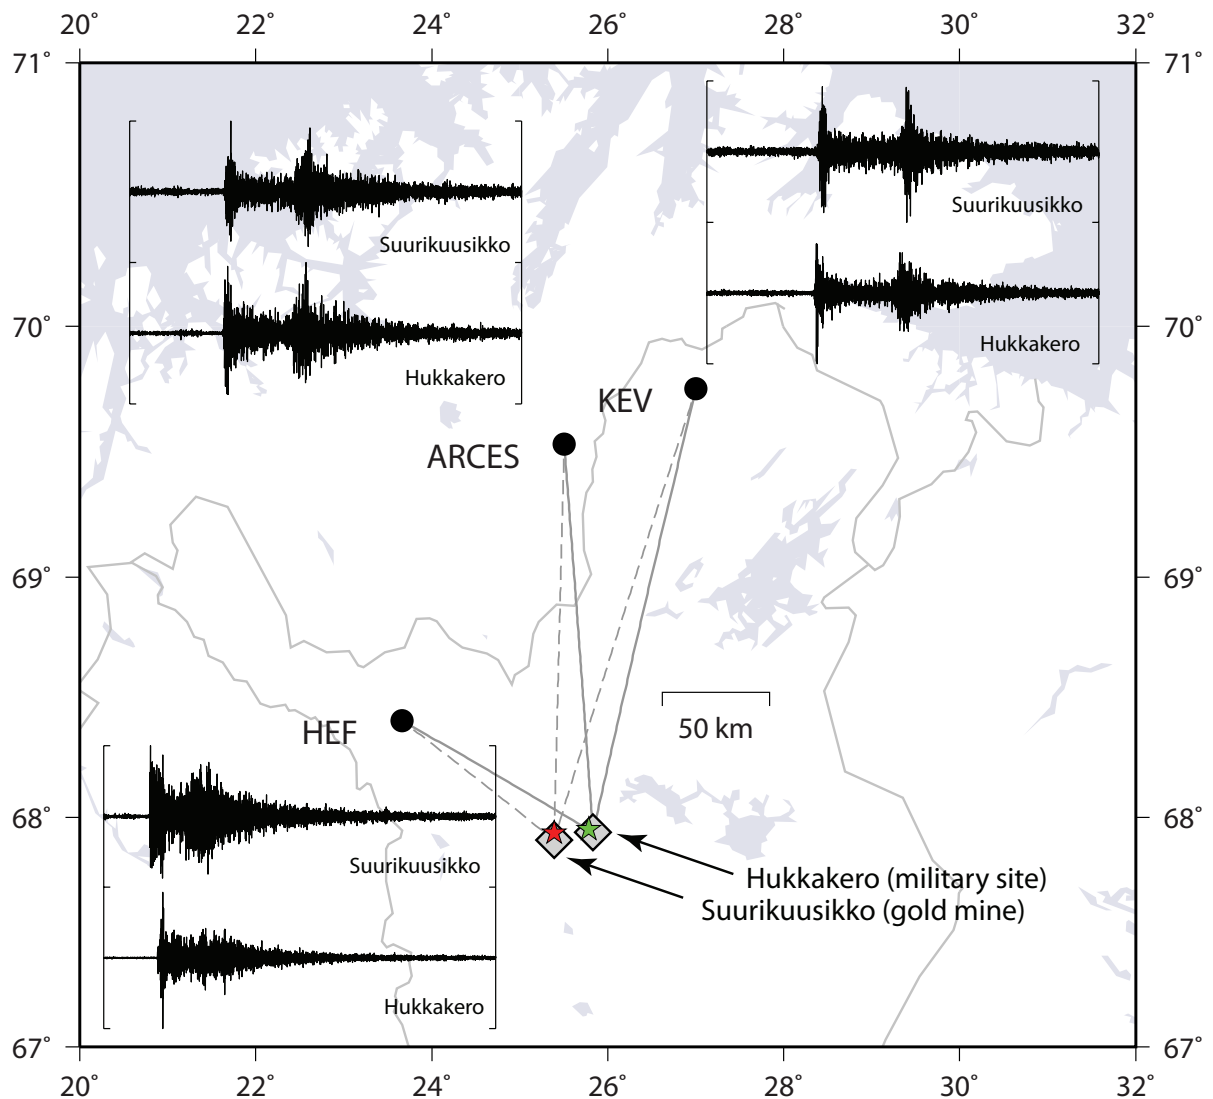 20˚ 22˚ 24˚ 26˚ 28˚ 30˚ 32˚
71˚ 71˚
Suurikuusikko
Suurikuusikko
Hukkakero
70˚ 70˚
Hukkakero
KEV
ARCES
69˚ 69˚
50 km
HEF
68˚ 68˚
Suurikuusikko
Hukkakero (military site)
Suurikuusikko (gold mine)
Hukkakero
67˚ 67˚
20˚ 22˚ 24˚ 26˚ 28˚ 30˚ 32˚